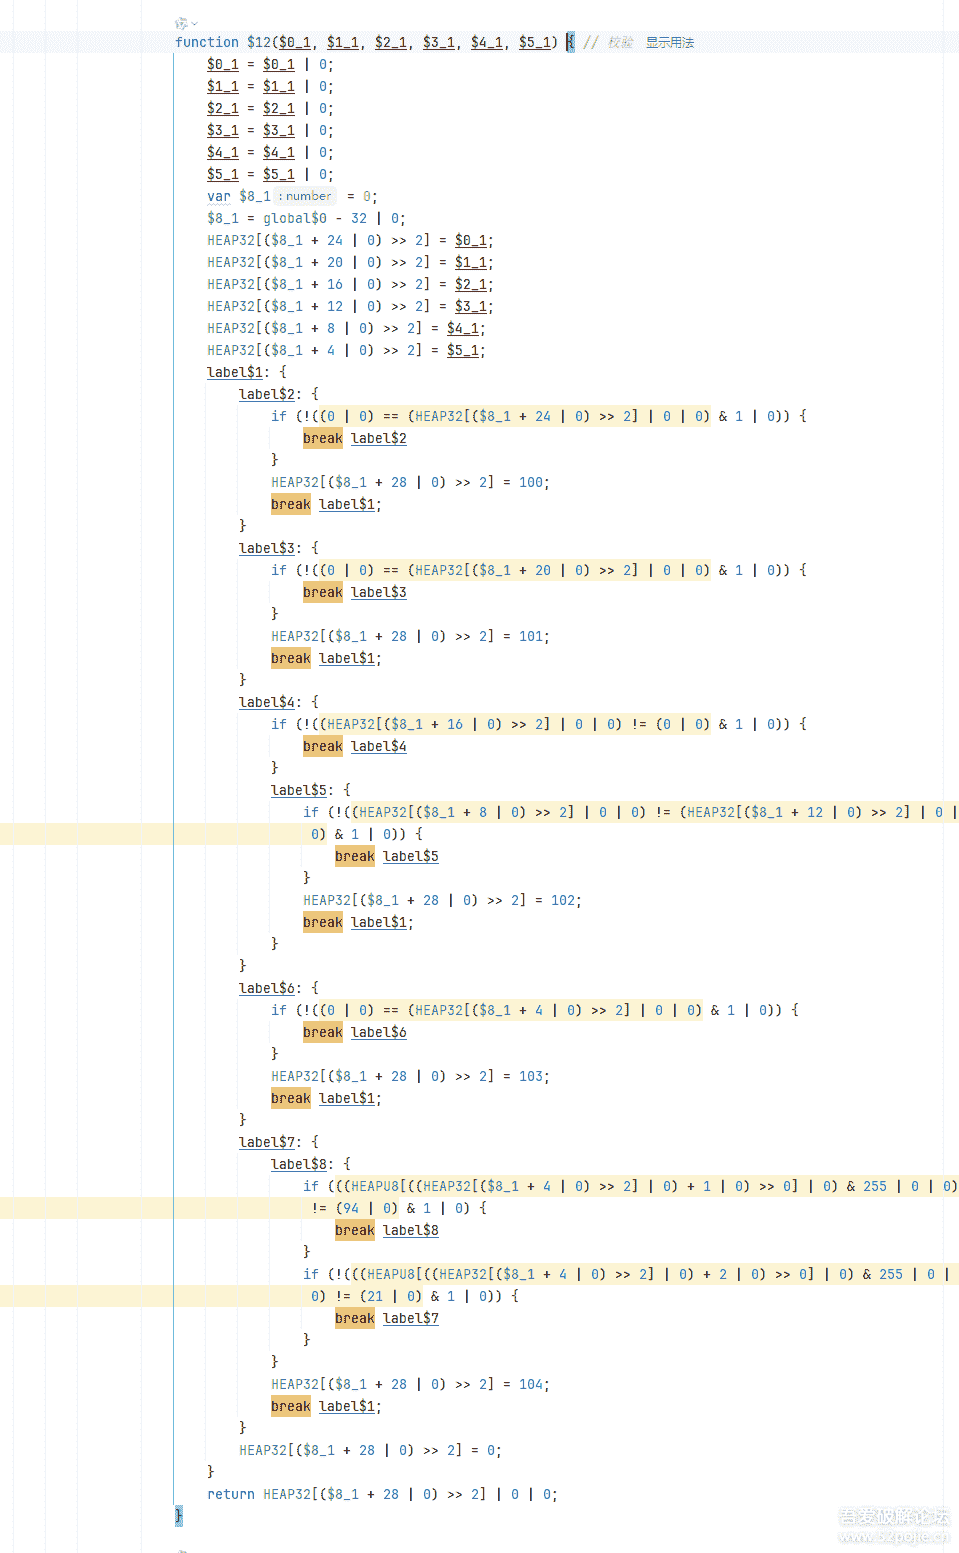 function $12($0_1, $1_1, $2_1, $3_1, $4_1, $5_1) { // 校验 显示用法
$0_1 = $0_1 | 0;
$1_1 = $1_1 | 0;
$2_1 = $2_1 | 0;
$3_1 = $3_1 | 0;
$4_1 = $4_1 | 0;
$5_1 = $5_1 | 0;
var $8_1 : number = 0;
$8_1 = global$0 - 32 | 0;
HEAP32[($8_1 + 24 | 0) >> 2] = $0_1;
HEAP32[($8_1 + 20 | 0) >> 2] = $1_1;
HEAP32[($8_1 + 16 | 0) >> 2] = $2_1;
HEAP32[($8_1 + 12 | 0) >> 2] = $3_1;
HEAP32[($8_1 + 8 | 0) >> 2] = $4_1;
HEAP32[($8_1 + 4 | 0) >> 2] = $5_1;
label$1: {
label$2: {
if (!((0 | 0) == (HEAP32[($8_1 + 24 | 0) >> 2] | 0 | 0) & 1 | 0)) {
break label$2
}
HEAP32[($8_1 + 28 | 0) >> 2] = 100;
break label$1;
}
label$3: {
if (!((0 | 0) == (HEAP32[($8_1 + 20 | 0) >> 2] | 0 | 0) & 1 | 0)) {
break label$3
}
HEAP32[($8_1 + 28 | 0) >> 2] = 101;
break label$1;
}
label$4: {
if (!((HEAP32[($8_1 + 16 | 0) >> 2] | 0 | 0) != (0 | 0) & 1 | 0)) {
break label$4
}
label$5: {
if (!((HEAP32[($8_1 + 8 | 0) >> 2] | 0 | 0) != (HEAP32[($8_1 + 12 | 0) >> 2] | 0 |
0) & 1 | 0)) {
break label$5
}
HEAP32[($8_1 + 28 | 0) >> 2] = 102;
break label$1;
}
}
label$6: {
if (!((0 | 0) == (HEAP32[($8_1 + 4 | 0) >> 2] | 0 | 0) & 1 | 0)) {
break label$6
}
HEAP32[($8_1 + 28 | 0) >> 2] = 103;
break label$1;
}
label$7: {
label$8: {
if (((HEAPU8[((HEAP32[($8_1 + 4 | 0) >> 2] | 0) + 1 | 0) >> 0] | 0) & 255 | 0 | 0)
!= (94 | 0) & 1 | 0) {
break label$8
}
if (!(((HEAPU8[((HEAP32[($8_1 + 4 | 0) >> 2] | 0) + 2 | 0) >> 0] | 0) & 255 | 0 |
0) != (21 | 0) & 1 | 0)) {
break label$7
}
}
HEAP32[($8_1 + 28 | 0) >> 2] = 104;
break label$1;
}
HEAP32[($8_1 + 28 | 0) >> 2] = 0;
}
return HEAP32[($8_1 + 28 | 0) >> 2] | 0 | 0;
}
吾爱破解论坛
www.52pojie.cn